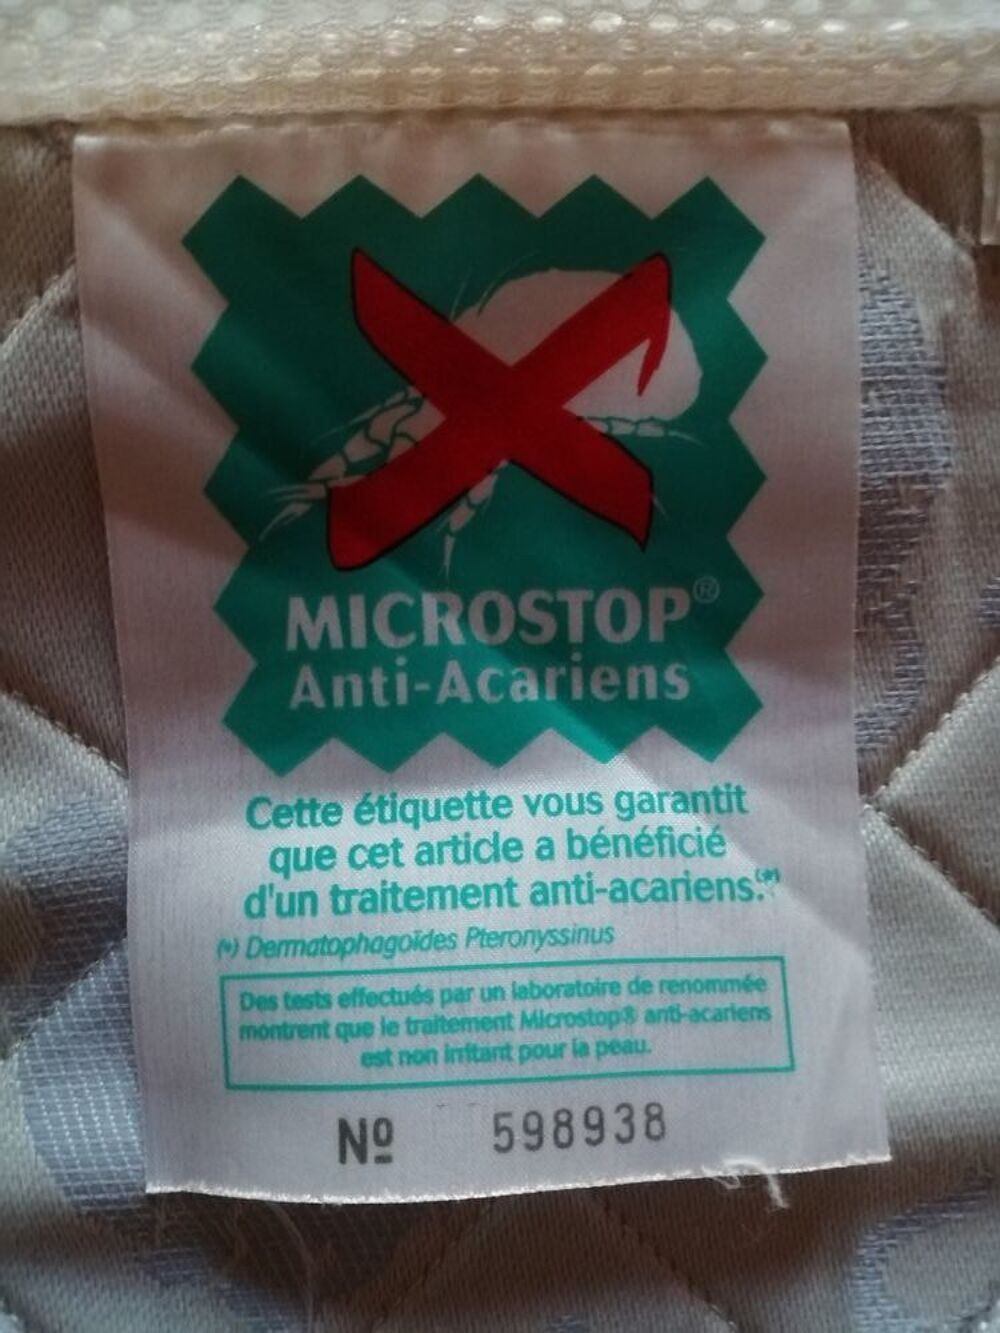 MICROSTOP®
Anti-Acariens
Cette étiquette vous garantit
que cet article a bénéficié
d'un traitement anti-acariens.(*)
(*) Dermatophagoïdes Pteronyssinus
Des tests effectués par un laboratoire de renommée
montrent que le traitement Microstop® anti-acariens
est non irritant pour la peau.
Nº 598938